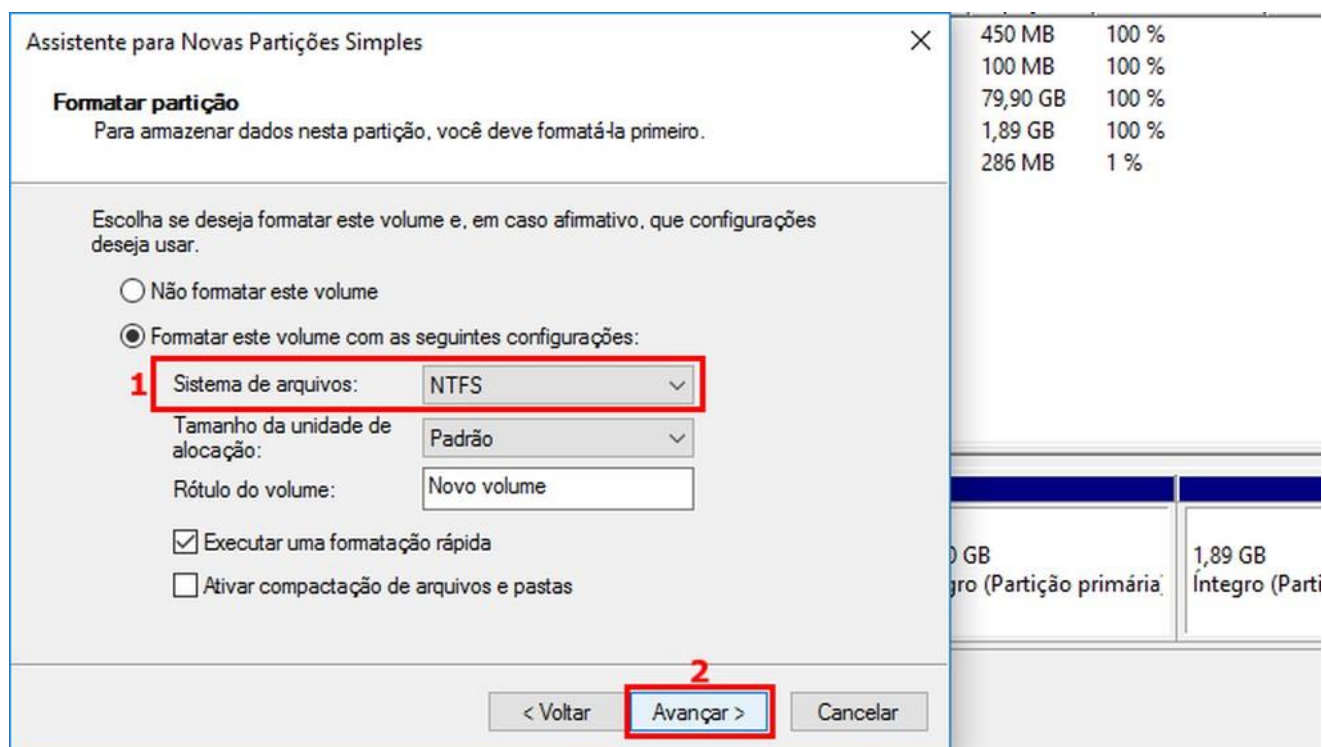 Assistente para Novas Partições Simples
Formatar partição
Para armazenar dados nesta partição, você deve formatá-la primeiro.
Escolha se deseja formatar este volume e, em caso afirmativo, que configurações
deseja usar.
Não formatar este volume
Formatar este volume com as seguintes configurações:
1 Sistema de arquivos: NTFS
Tamanho da unidade de
alocação: Padrão
Rótulo do volume: Novo volume
Executar uma formatação rápida
Ativar compactação de arquivos e pastas
2
< Voltar Avançar > Cancelar
450 MB 100 %
100 MB 100 %
79,90 GB 100 %
1,89 GB 100 %
286 MB 1 %
GB
(Partição primária
1,89 GB
Íntegro